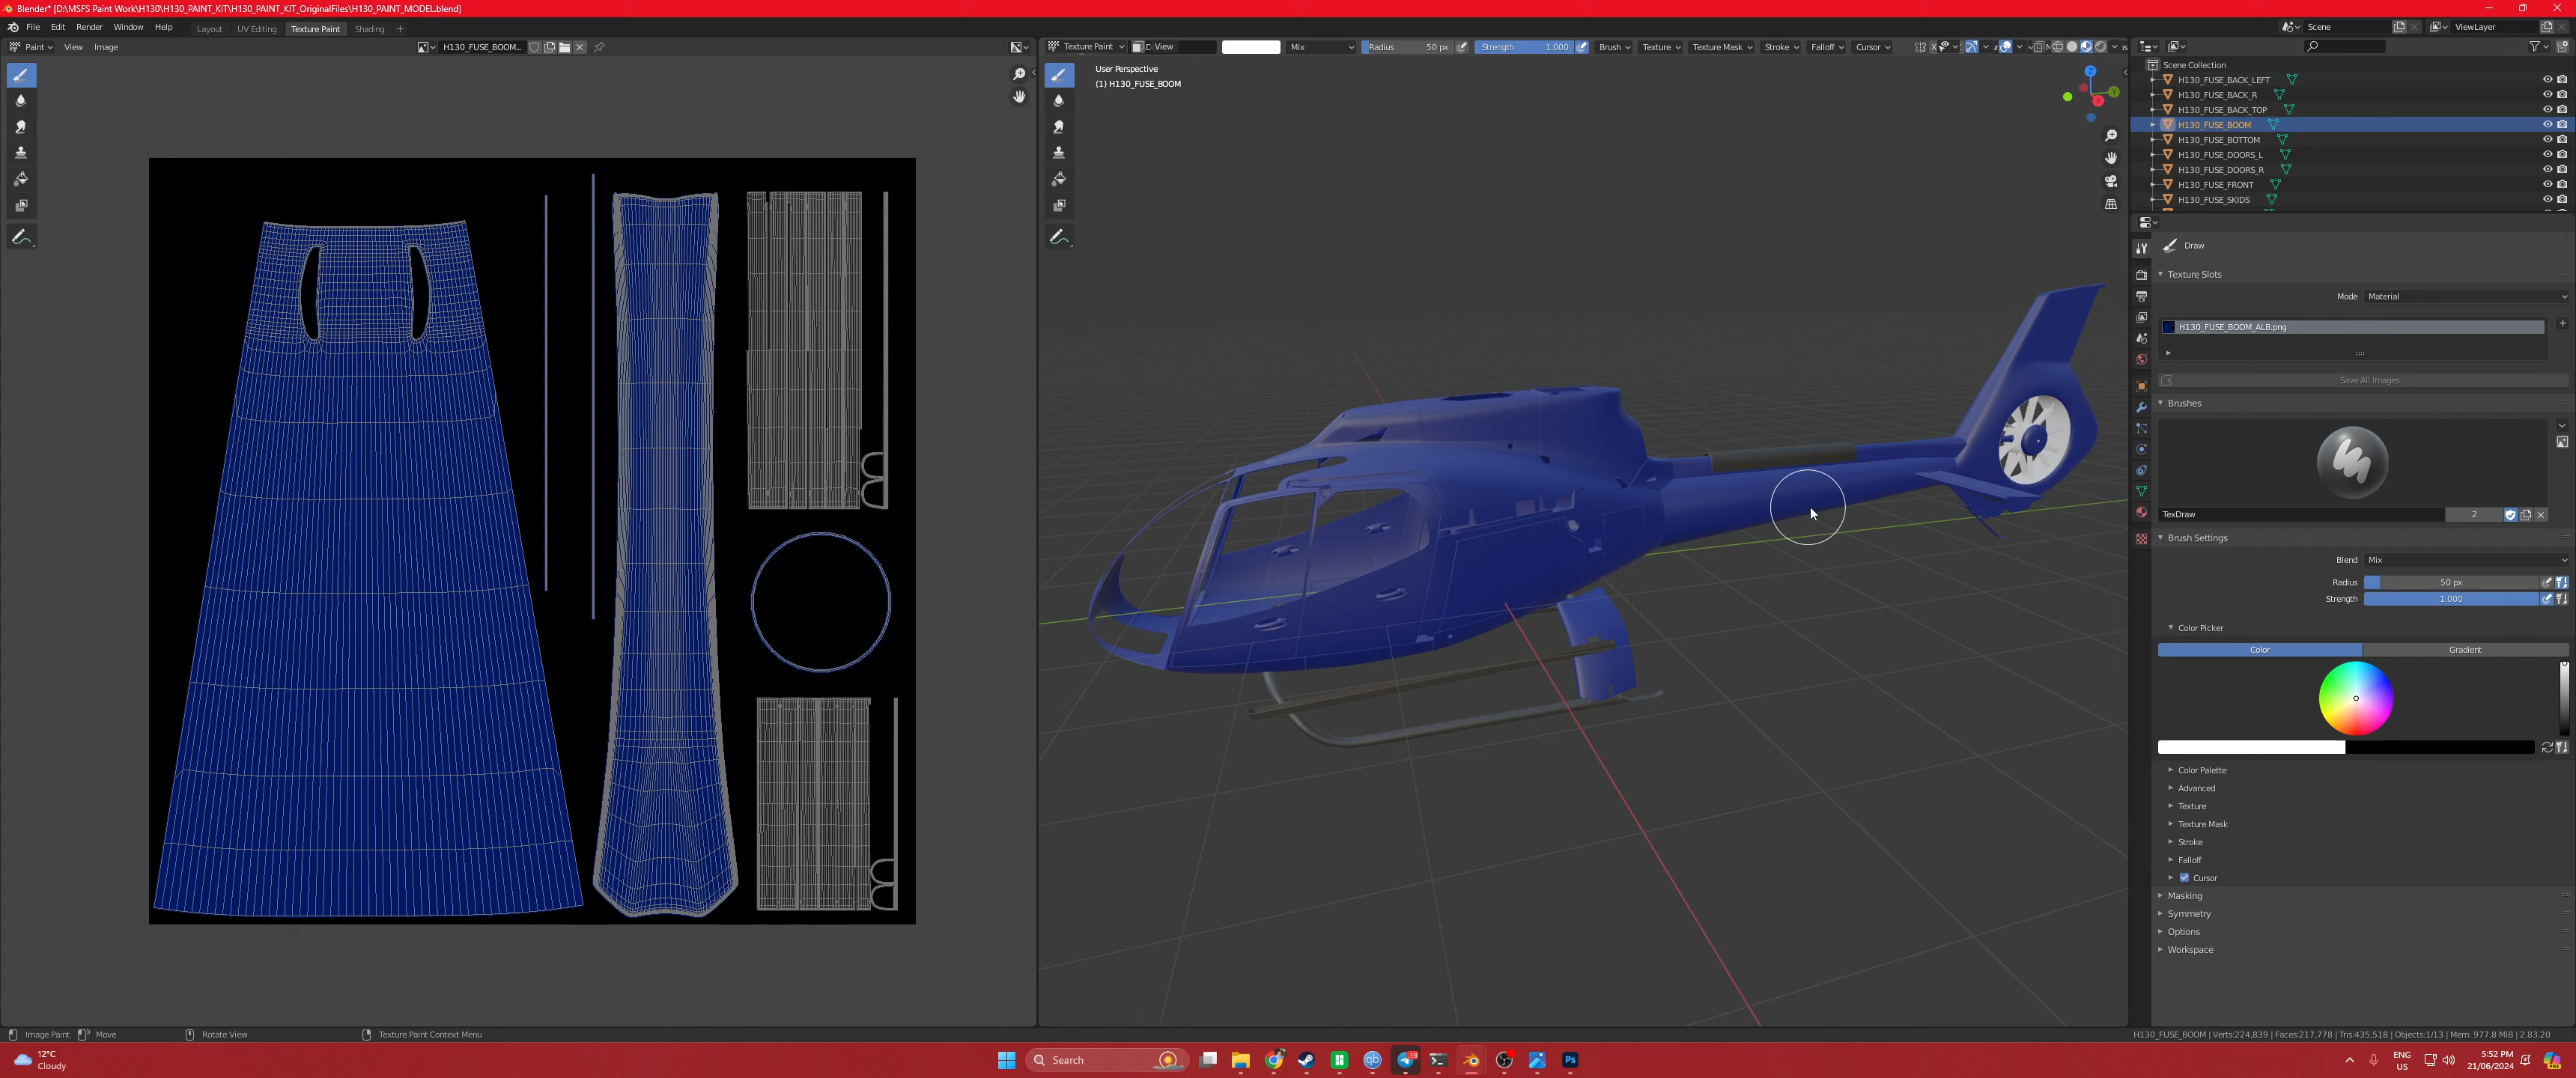 Blender* [D:\MSFS Paint Work\H130\H130_PAINT_KIT\H130_PAINT_KIT_OriginalFiles\H130_PAINT_MODEL.blend]
File Edit Render Window Help Layout UV Editing Texture Paint Shading + Scene ViewLayer
Paint View Image H130_FUSE_BOOM...
Texture Paint View Mix Radius 50 px Strength 1.000 Brush Texture Texture Mask Stroke Falloff Cursor
User Perspective
(1) H130_FUSE_BOOM
Scene Collection
H130_FUSE_BACK_LEFT
H130_FUSE_BACK_R
H130_FUSE_BACK_TOP
H130_FUSE_BOOM
H130_FUSE_BOTTOM
H130_FUSE_DOORS_L
H130_FUSE_DOORS_R
H130_FUSE_FRONT
H130_FUSE_SKIDS
Draw
Texture Slots
Mode Material
H130_FUSE_BOOM_ALB.png
Save All Images
Brushes
TexDraw 2
Brush Settings
Blend Mix
Radius 50 px
Strength 1.000
Color Picker
Color Gradient
Color Palette
Advanced
Texture
Texture Mask
Stroke
Falloff
Cursor
Masking
Symmetry
Options
Workspace
Image Paint Move Rotate View Texture Paint Context Menu
H130_FUSE_BOOM | Verts:224,839 | Faces:217,778 | Tris:435,518 | Objects:1/13 | Mem: 977.8 MiB | 2.83.20
12°C
Cloudy
Search
19
Ps
ENG
US
5:52 PM
21/06/2024